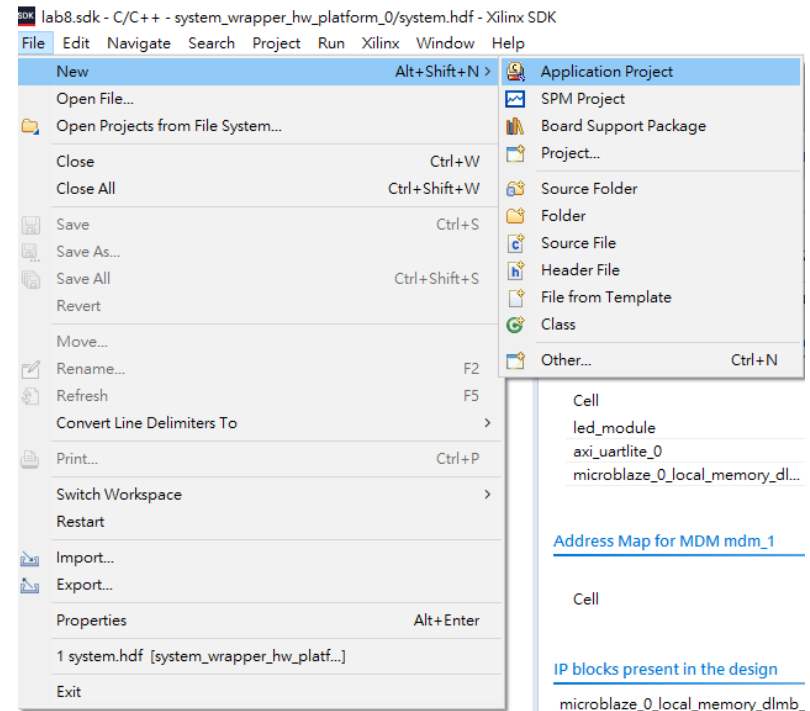 SDK lab8.sdk - C/C++ - system_wrapper_hw_platform_0/system.hdf - Xilinx SDK
File Edit Navigate Search Project Run Xilinx Window Help
New Alt+Shift+N >
Open File...
Open Projects from File System...
Close Ctrl+W
Close All Ctrl+Shift+W
Save Ctrl+S
Save As...
Save All Ctrl+Shift+S
Revert
Move...
Rename... F2
Refresh F5
Convert Line Delimiters To >
Print... Ctrl+P
Switch Workspace >
Restart
Import...
Export...
Properties Alt+Enter
1 system.hdf [system_wrapper_hw_platf...]
Exit
Application Project
SPM Project
Board Support Package
Project...
Source Folder
Folder
Source File
Header File
File from Template
Class
Other... Ctrl+N
Cell
led_module
axi_uartlite_0
microblaze_0_local_memory_dl...
Address Map for MDM mdm_1
Cell
IP blocks present in the design
microblaze_0_local_memory_dlmb_